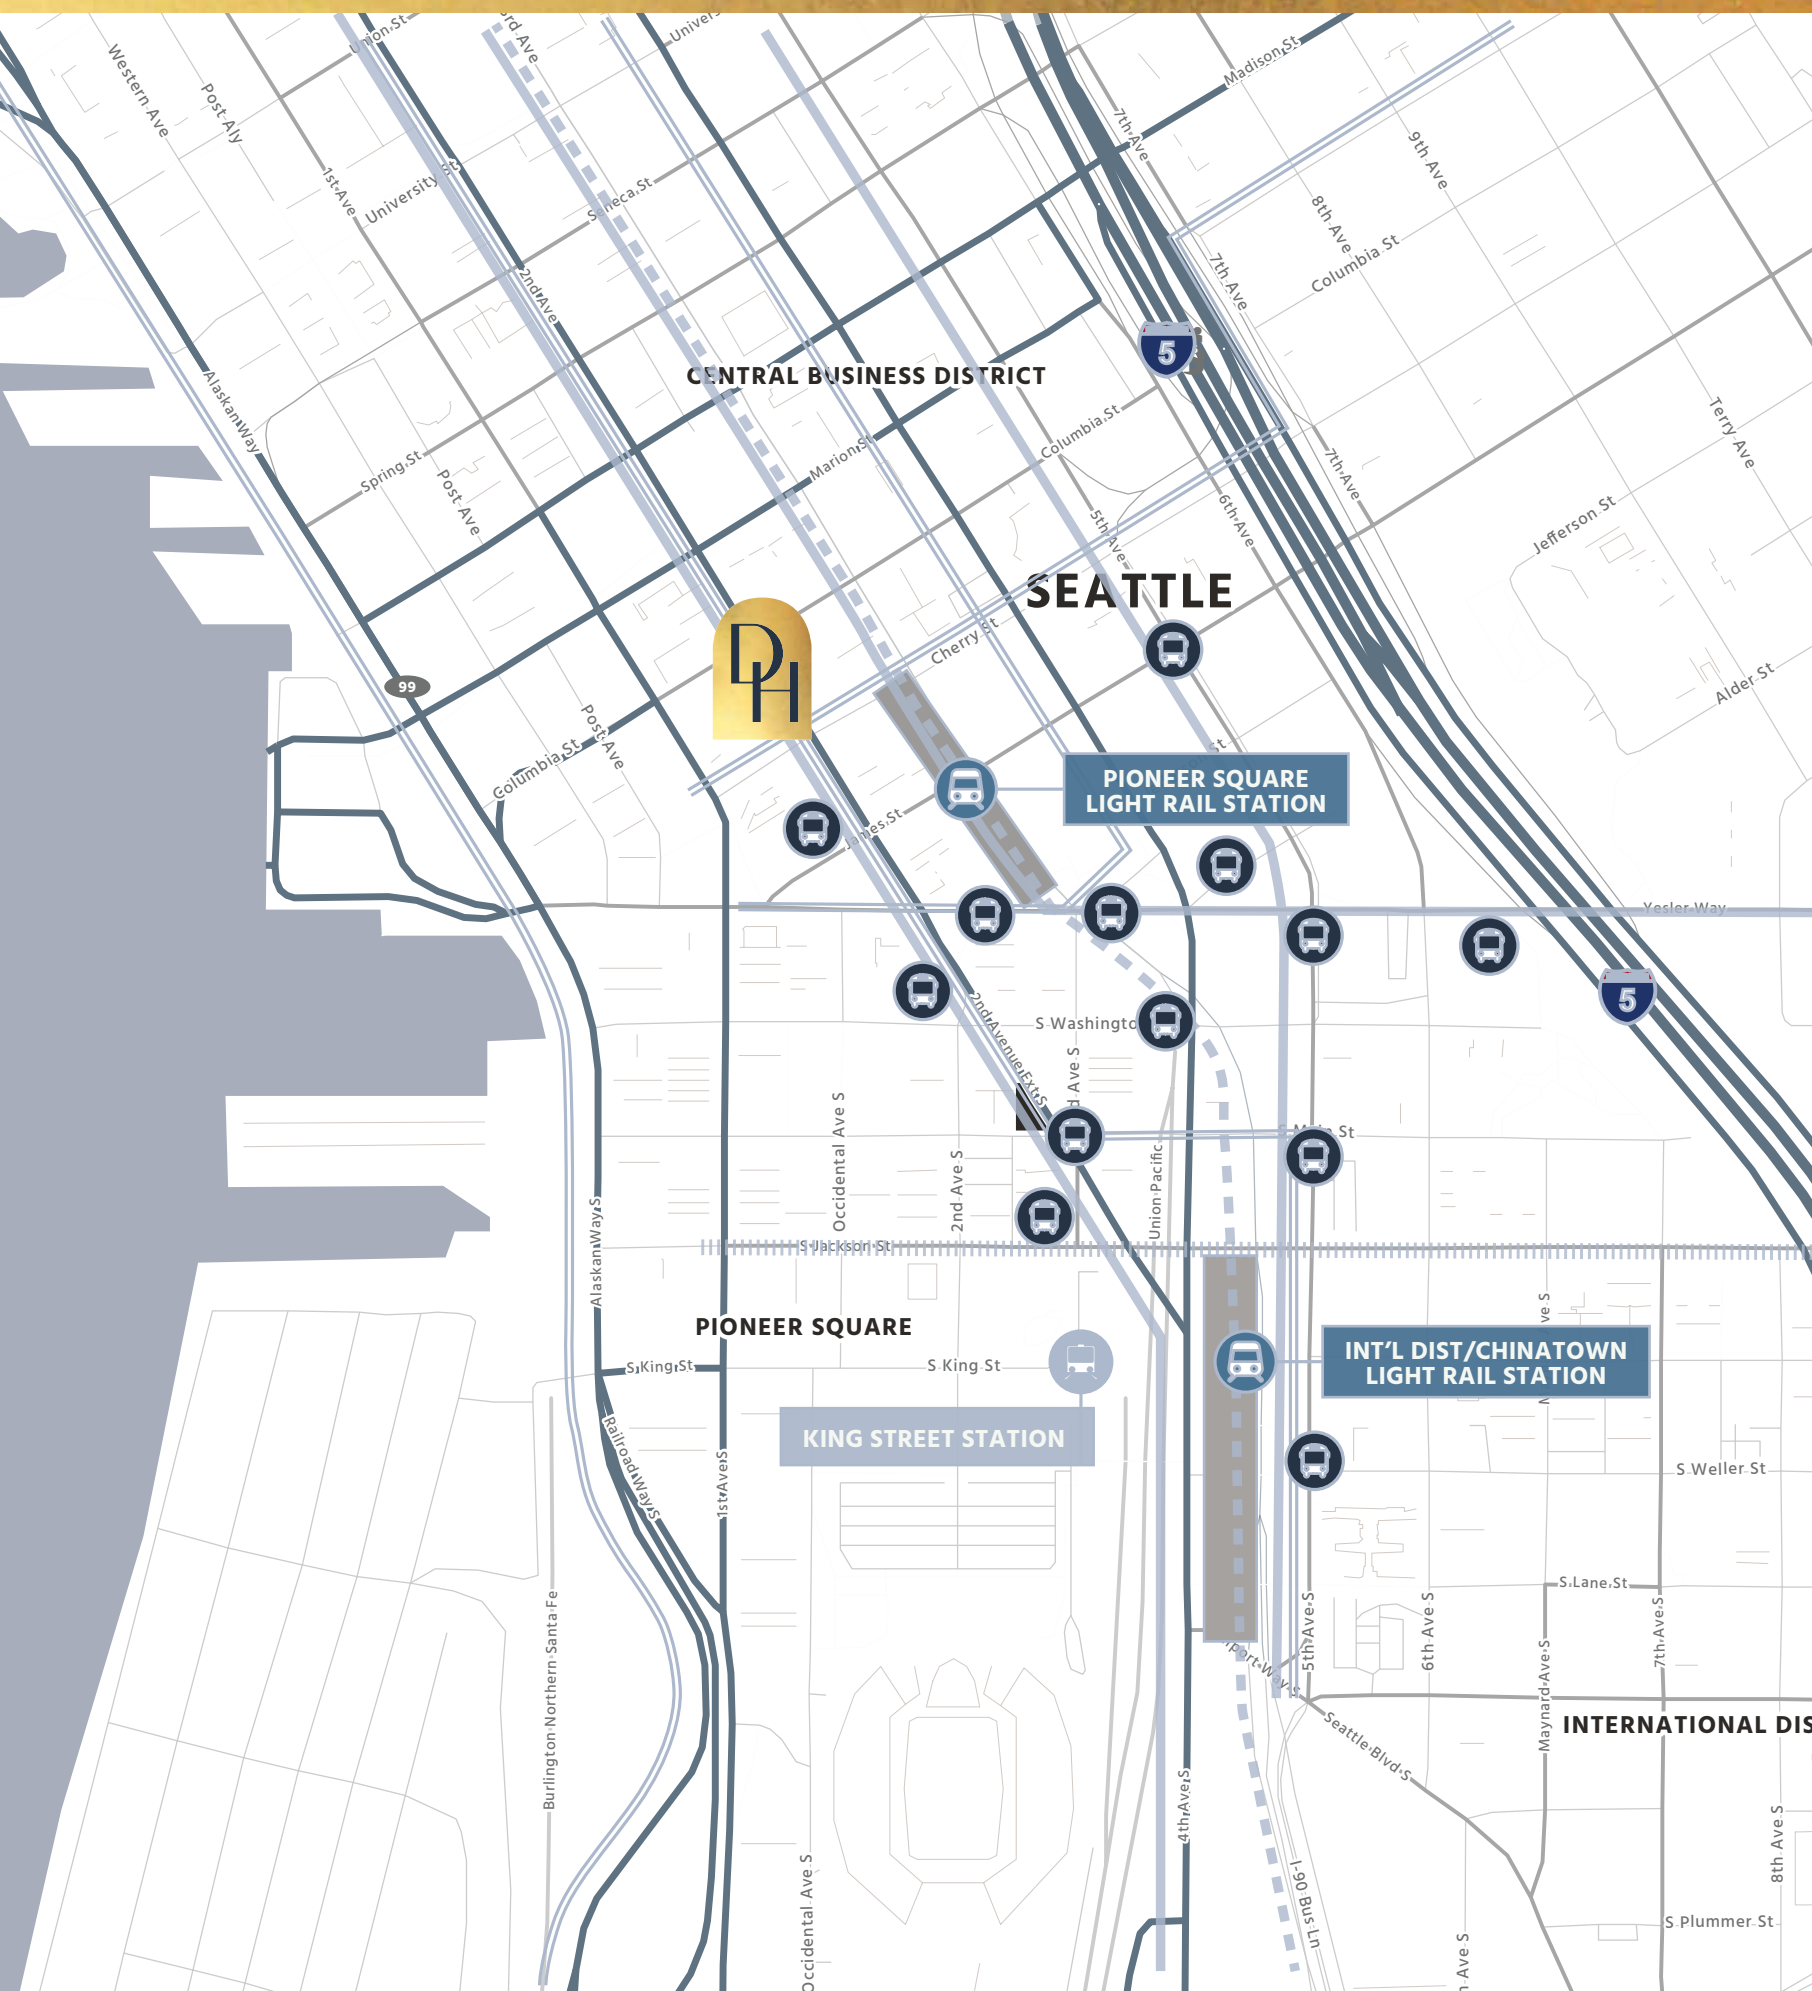 Union St
Western Ave
Post Aly
1st Ave
University St
Seneca St
2nd Ave
Madison St
7th Ave
9th Ave
8th Ave
Columbia St
7th Ave
5
CENTRAL BUSINESS DISTRICT
Alaskan Way
Spring St
Post Ave
Marion St
Columbia St
7th Ave
Terry Ave
6th Ave
5th Ave
Jefferson St
SEATTLE
Cherry St
DH
99
Alder St
Post Ave
Columbia St
James St
PIONEER SQUARE
LIGHT RAIL STATION
Yesler Way
5
2nd Avenue Ext S
S Washingto
d Ave S
S Main St
Occidental Ave S
2nd Ave S
Union Pacific
Alaskan Way S
S Jackson St
PIONEER SQUARE
S King St
S King St
INT'L DIST/CHINATOWN
LIGHT RAIL STATION
KING STREET STATION
Railroad Way S
1st Ave S
S Weller St
S Lane St
Burlington Northern Santa Fe
5th Ave S
6th Ave S
7th Ave S
Maynard Ave S
Seattle Blvd S
INTERNATIONAL DIS
4th Ave S
8th Ave S
Occidental Ave S
I-90 Bus Ln
S Plummer St
Ave S